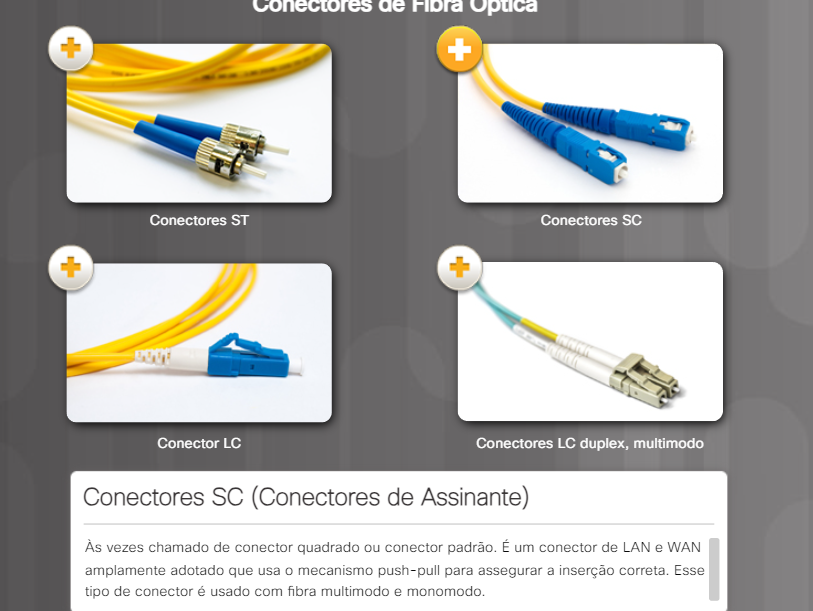 Conectores de Fibra Óptica
Conectores ST
Conectores SC
Conector LC
Conectores LC duplex, multimodo
Conectores SC (Conectores de Assinante)
Às vezes chamado de conector quadrado ou conector padrão. É um conector de LAN e WAN
amplamente adotado que usa o mecanismo push-pull para assegurar a inserção correta. Esse
tipo de conector é usado com fibra multimodo e monomodo.